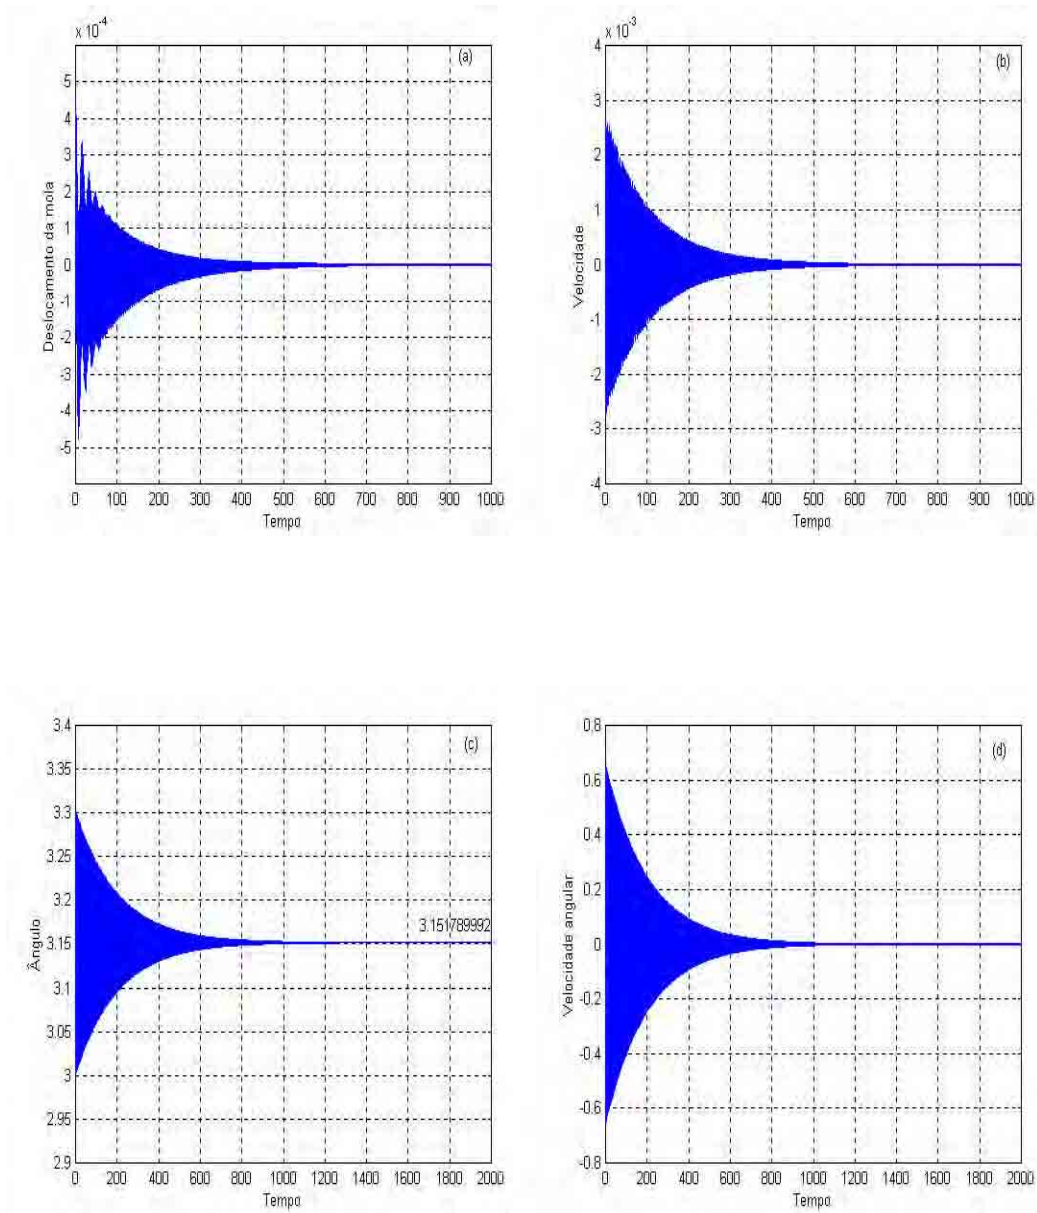 x 10⁻⁴
(a)
5
4
3
2
1
0
-1
-2
-3
-4
-5
Deslocamento da mola
0 100 200 300 400 500 600 700 800 900 1000
Tempo
x 10⁻³
(b)
4
3
2
1
0
-1
-2
-3
-4
Velocidade
0 100 200 300 400 500 600 700 800 900 1000
Tempo
(c)
3.4
3.35
3.3
3.25
3.2
3.15
3.1
3.05
3
2.95
2.9
3.151789992
Ângulo
0 200 400 600 800 1000 1200 1400 1600 1800 2000
Tempo
(d)
0.8
0.6
0.4
0.2
0
-0.2
-0.4
-0.6
-0.8
Velocidade angular
0 200 400 600 800 1000 1200 1400 1600 1800 2000
Tempo